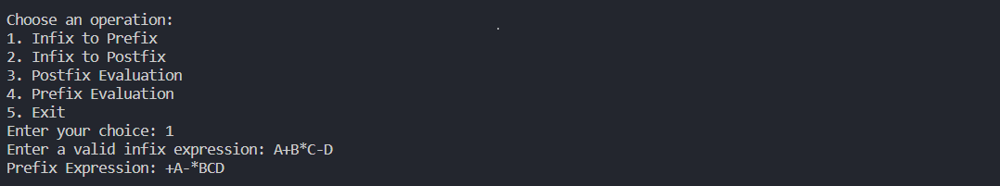 Choose an operation:
1. Infix to Prefix
2. Infix to Postfix
3. Postfix Evaluation
4. Prefix Evaluation
5. Exit
Enter your choice: 1
Enter a valid infix expression: A+B*C-D
Prefix Expression: +A-*BCD